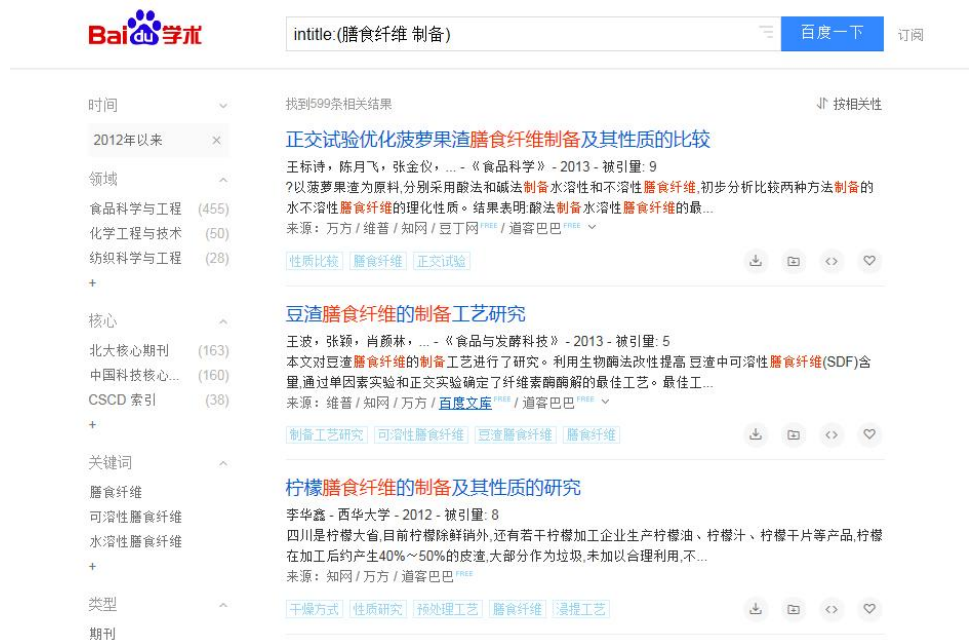 Bai du 学术
intitle:(膳食纤维 制备)
百度一下
订阅
时间
2012年以来 ×
领域
食品科学与工程 (455)
化学工程与技术 (50)
纺织科学与工程 (28)
+
核心
北大核心期刊 (163)
中国科技核心... (160)
CSCD 索引 (38)
+
关键词
膳食纤维
可溶性膳食纤维
水溶性膳食纤维
+
类型
期刊
找到599条相关结果
按相关性
正交试验优化菠萝果渣膳食纤维制备及其性质的比较
王标诗，陈月飞，张金仪，... - 《食品科学》 - 2013 - 被引量: 9
?以菠萝果渣为原料,分别采用酸法和碱法制备水溶性和不溶性膳食纤维,初步分析比较两种方法制备的
水不溶性膳食纤维的理化性质。结果表明:酸法制备水溶性膳食纤维的最...
来源：万方 / 维普 / 知网 / 豆丁网FREE / 道客巴巴FREE
性质比较 膳食纤维 正交试验
豆渣膳食纤维的制备工艺研究
王波，张颖，肖颜林，... - 《食品与发酵科技》 - 2013 - 被引量: 5
本文对豆渣膳食纤维的制备工艺进行了研究。利用生物酶法改性提高 豆渣中可溶性膳食纤维(SDF)含
量,通过单因素实验和正交实验确定了纤维素酶酶解的最佳工艺。最佳工...
来源：维普 / 知网 / 万方 / 百度文库FREE / 道客巴巴FREE
制备工艺研究 可溶性膳食纤维 豆渣膳食纤维 膳食纤维
柠檬膳食纤维的制备及其性质的研究
李华鑫 - 西华大学 - 2012 - 被引量: 8
四川是柠檬大省,目前柠檬除鲜销外,还有若干柠檬加工企业生产柠檬油、柠檬汁、柠檬干片等产品,柠檬
在加工后约产生40%～50%的皮渣,大部分作为垃圾,未加以合理利用,不...
来源：知网 / 万方 / 道客巴巴FREE
干燥方式 性质研究 预处理工艺 膳食纤维 浸提工艺